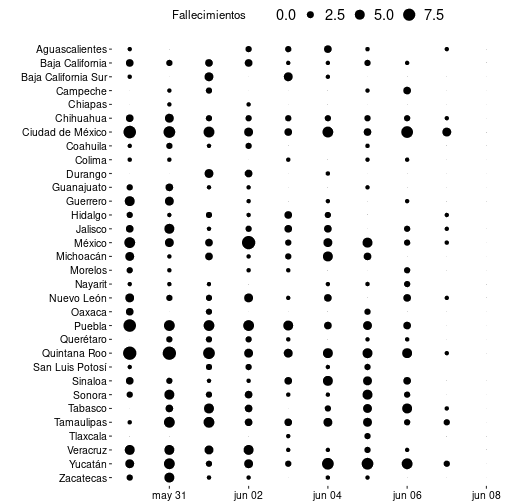 Fallecimientos 0.0 2.5 5.0 7.5
Aguascalientes
Baja California
Baja California Sur
Campeche
Chiapas
Chihuahua
Ciudad de México
Coahuila
Colima
Durango
Guanajuato
Guerrero
Hidalgo
Jalisco
México
Michoacán
Morelos
Nayarit
Nuevo León
Oaxaca
Puebla
Querétaro
Quintana Roo
San Luis Potosí
Sinaloa
Sonora
Tabasco
Tamaulipas
Tlaxcala
Veracruz
Yucatán
Zacatecas
may 31 jun 02 jun 04 jun 06 jun 08